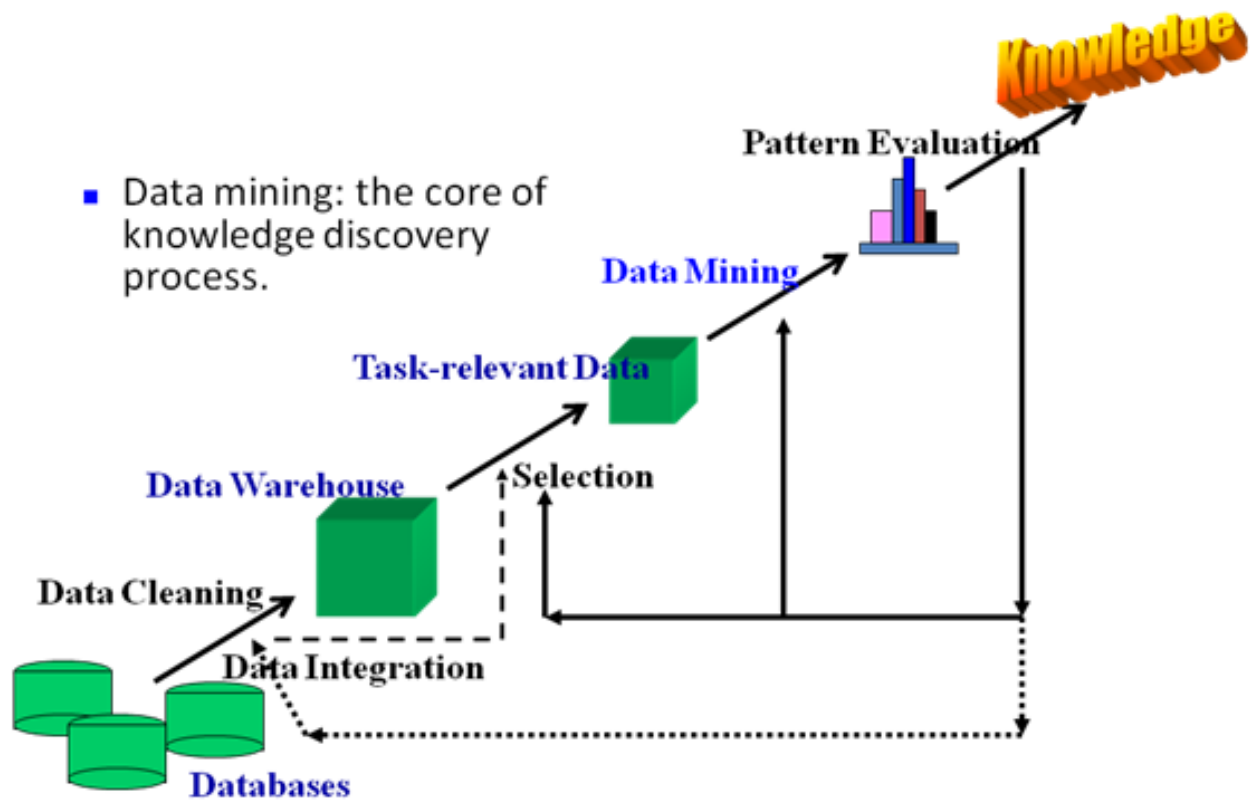 Knowledge
Pattern Evaluation
Data mining: the core of
knowledge discovery
process.
Data Mining
Task-relevant Data
Selection
Data Warehouse
Data Cleaning
Data Integration
Databases